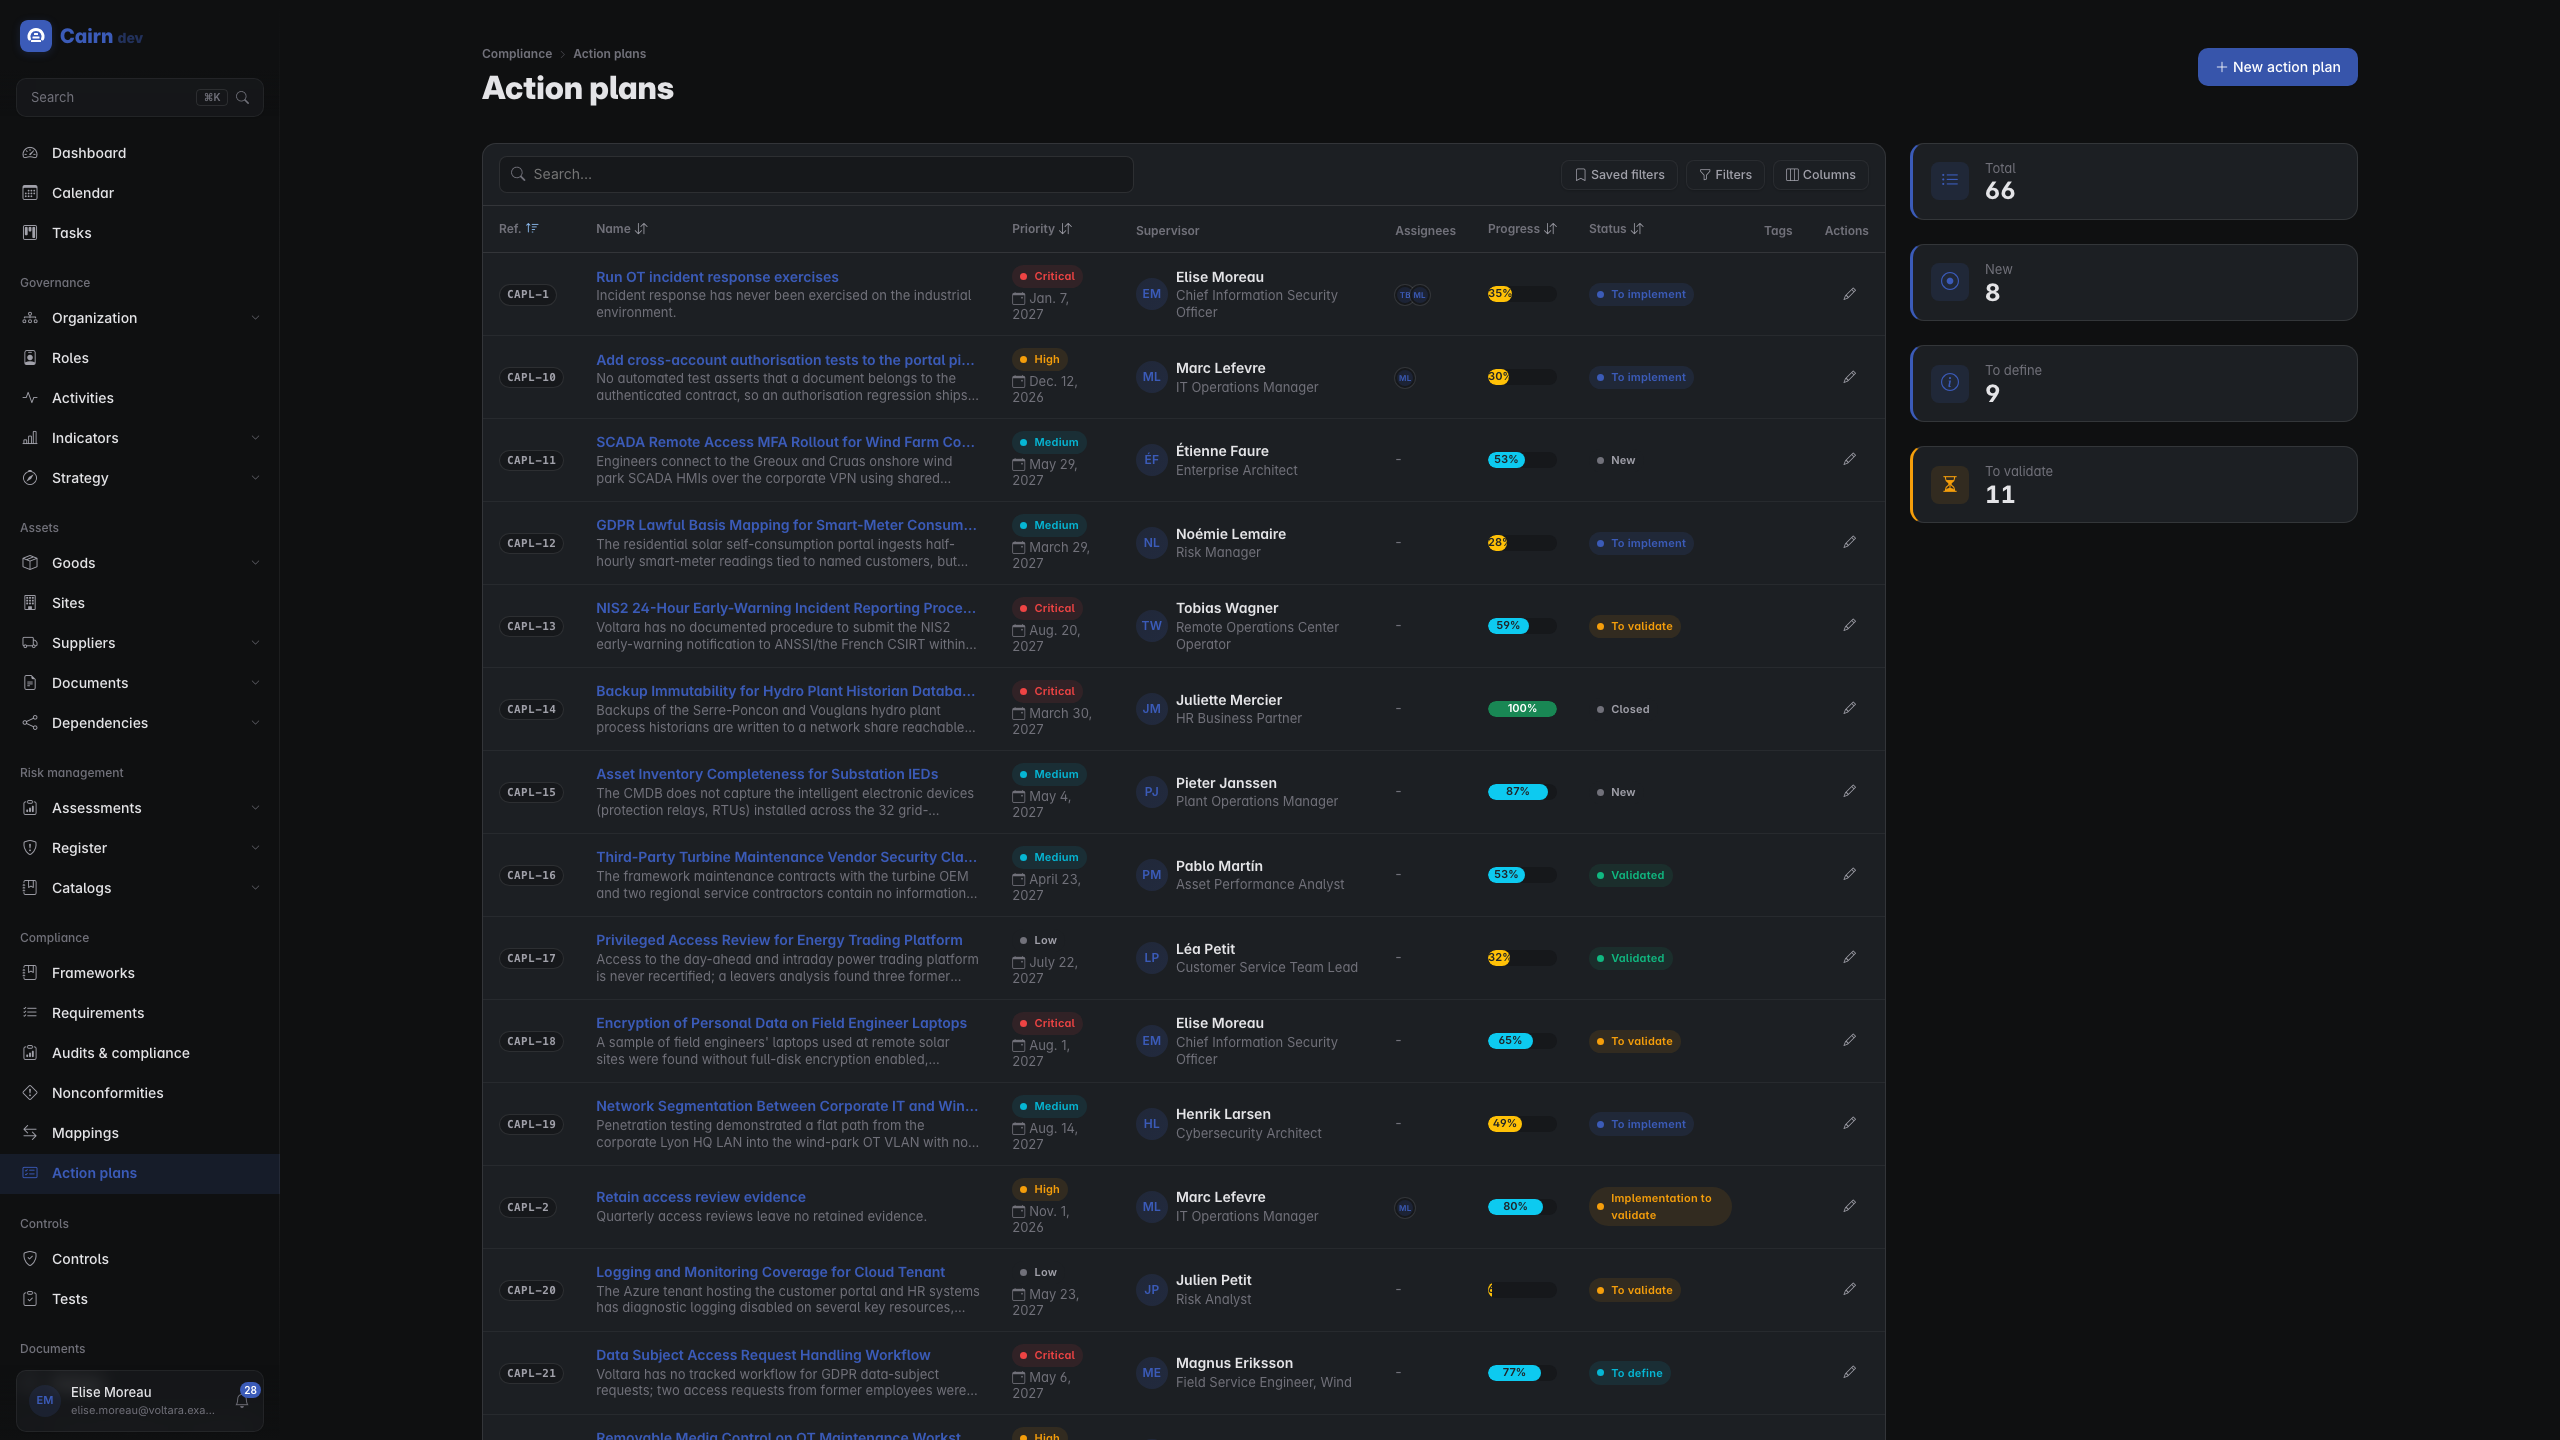 Cairn dev
Search ⌘K
Dashboard
Calendar
Tasks
Governance
Organization
Roles
Activities
Indicators
Strategy
Assets
Goods
Sites
Suppliers
Documents
Dependencies
Risk management
Assessments
Register
Catalogs
Compliance
Frameworks
Requirements
Audits & compliance
Nonconformities
Mappings
Action plans
Controls
Controls
Tests
Documents
EM
Elise Moreau
elise.moreau@voltara.exa...
28
Compliance › Action plans
Action plans
+ New action plan
Search...
Saved filters
Filters
Columns
Ref. Name Priority Supervisor Assignees Progress Status Tags Actions
CAPL-1
Run OT incident response exercises
Incident response has never been exercised on the industrial
environment.
Critical
Jan. 7,
2027
EM
Elise Moreau
Chief Information Security
Officer
TB ML
35%
To implement
CAPL-10
Add cross-account authorisation tests to the portal pi...
No automated test asserts that a document belongs to the
authenticated contract, so an authorisation regression ships...
High
Dec. 12,
2026
ML
Marc Lefevre
IT Operations Manager
ML
30%
To implement
CAPL-11
SCADA Remote Access MFA Rollout for Wind Farm Co...
Engineers connect to the Greoux and Cruas onshore wind
park SCADA HMIs over the corporate VPN using shared...
Medium
May 29,
2027
ÉF
Étienne Faure
Enterprise Architect
-
53%
New
CAPL-12
GDPR Lawful Basis Mapping for Smart-Meter Consum...
The residential solar self-consumption portal ingests half-
hourly smart-meter readings tied to named customers, but...
Medium
March 29,
2027
NL
Noémie Lemaire
Risk Manager
-
28%
To implement
CAPL-13
NIS2 24-Hour Early-Warning Incident Reporting Proce...
Voltara has no documented procedure to submit the NIS2
early-warning notification to ANSSI/the French CSIRT within...
Critical
Aug. 20,
2027
TW
Tobias Wagner
Remote Operations Center
Operator
-
59%
To validate
CAPL-14
Backup Immutability for Hydro Plant Historian Databa...
Backups of the Serre-Poncon and Vouglans hydro plant
process historians are written to a network share reachable...
Critical
March 30,
2027
JM
Juliette Mercier
HR Business Partner
-
100%
Closed
CAPL-15
Asset Inventory Completeness for Substation IEDs
The CMDB does not capture the intelligent electronic devices
(protection relays, RTUs) installed across the 32 grid-...
Medium
May 4,
2027
PJ
Pieter Janssen
Plant Operations Manager
-
87%
New
CAPL-16
Third-Party Turbine Maintenance Vendor Security Cla...
The framework maintenance contracts with the turbine OEM
and two regional service contractors contain no information...
Medium
April 23,
2027
PM
Pablo Martín
Asset Performance Analyst
-
53%
Validated
CAPL-17
Privileged Access Review for Energy Trading Platform
Access to the day-ahead and intraday power trading platform
is never recertified; a leavers analysis found three former...
Low
July 22,
2027
LP
Léa Petit
Customer Service Team Lead
-
32%
Validated
CAPL-18
Encryption of Personal Data on Field Engineer Laptops
A sample of field engineers' laptops used at remote solar
sites were found without full-disk encryption enabled,...
Critical
Aug. 1,
2027
EM
Elise Moreau
Chief Information Security
Officer
-
65%
To validate
CAPL-19
Network Segmentation Between Corporate IT and Win...
Penetration testing demonstrated a flat path from the
corporate Lyon HQ LAN into the wind-park OT VLAN with no...
Medium
Aug. 14,
2027
HL
Henrik Larsen
Cybersecurity Architect
-
49%
To implement
CAPL-2
Retain access review evidence
Quarterly access reviews leave no retained evidence.
High
Nov. 1,
2026
ML
Marc Lefevre
IT Operations Manager
ML
80%
Implementation to
validate
CAPL-20
Logging and Monitoring Coverage for Cloud Tenant
The Azure tenant hosting the customer portal and HR systems
has diagnostic logging disabled on several key resources,...
Low
May 23,
2027
JP
Julien Petit
Risk Analyst
-
To validate
CAPL-21
Data Subject Access Request Handling Workflow
Voltara has no tracked workflow for GDPR data-subject
requests; two access requests from former employees were...
Critical
May 6,
2027
ME
Magnus Eriksson
Field Service Engineer, Wind
-
77%
To define
Removable Media Control on OT Maintenance Workst...
High
Total
66
New
8
To define
9
To validate
11